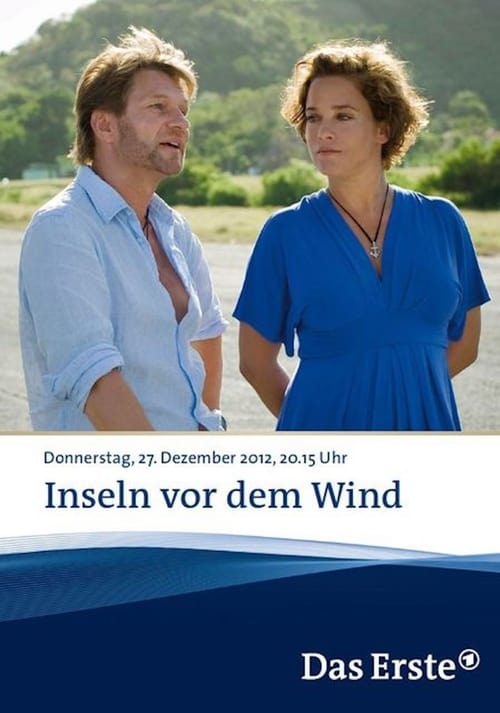 Donnerstag, 27. Dezember 2012, 20.15 Uhr
Inseln vor dem Wind
Das Erste